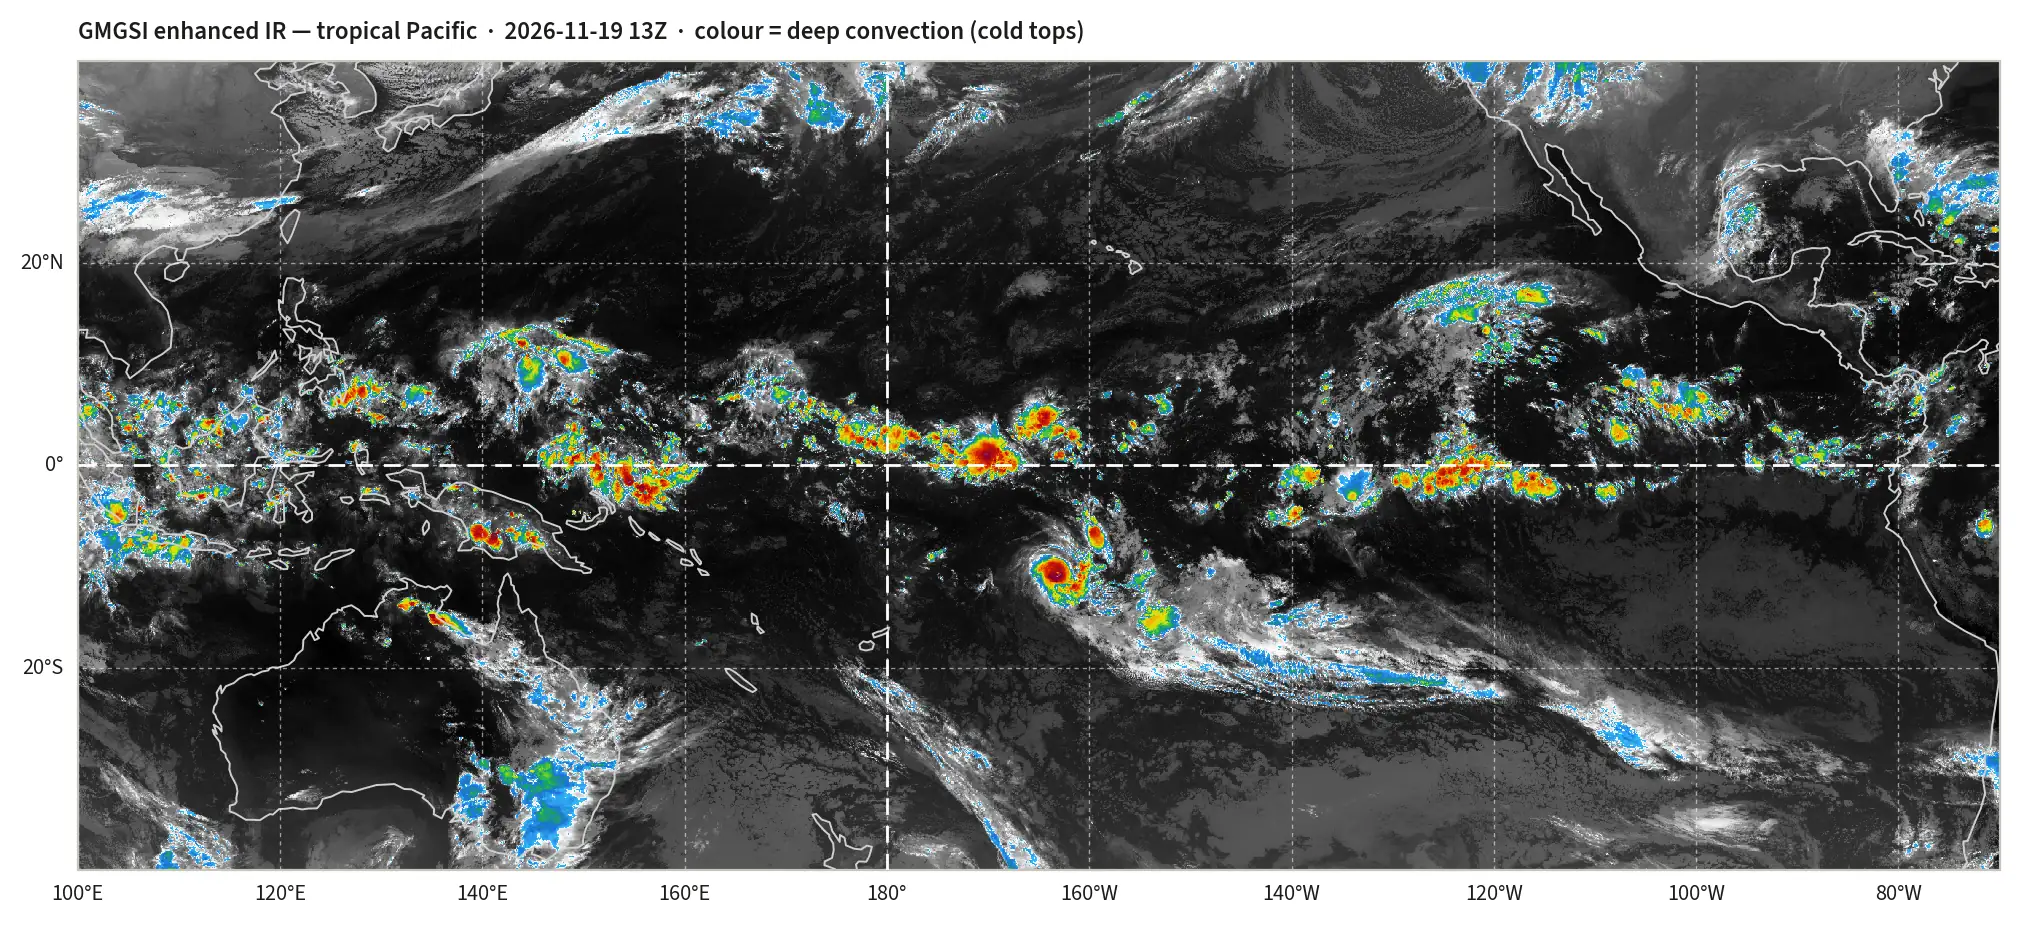 GMGSI enhanced IR — tropical Pacific · 2026-11-19 13Z · colour = deep convection (cold tops)
20°N
0°
20°S
100°E 120°E 140°E 160°E 180° 160°W 140°W 120°W 100°W 80°W